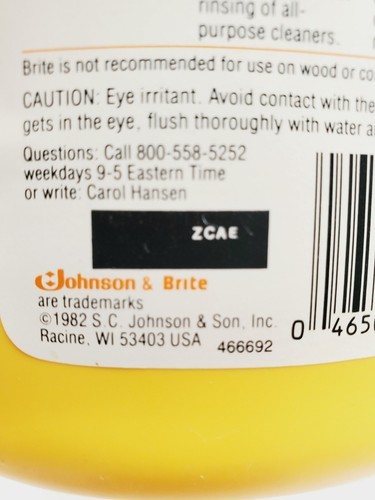 rinsing of all-
purpose cleaners.
Brite is not recommended for use on wood or
CAUTION: Eye irritant. Avoid contact with the
gets in the eye, flush thoroughly with water
Questions: Call 800-558-5252
weekdays 9-5 Eastern Time
or write: Carol Hansen
ZCAE
Johnson & Brite
are trademarks
©1982 S.C. Johnson & Son, Inc.
Racine, WI 53403 USA 466692
0 465